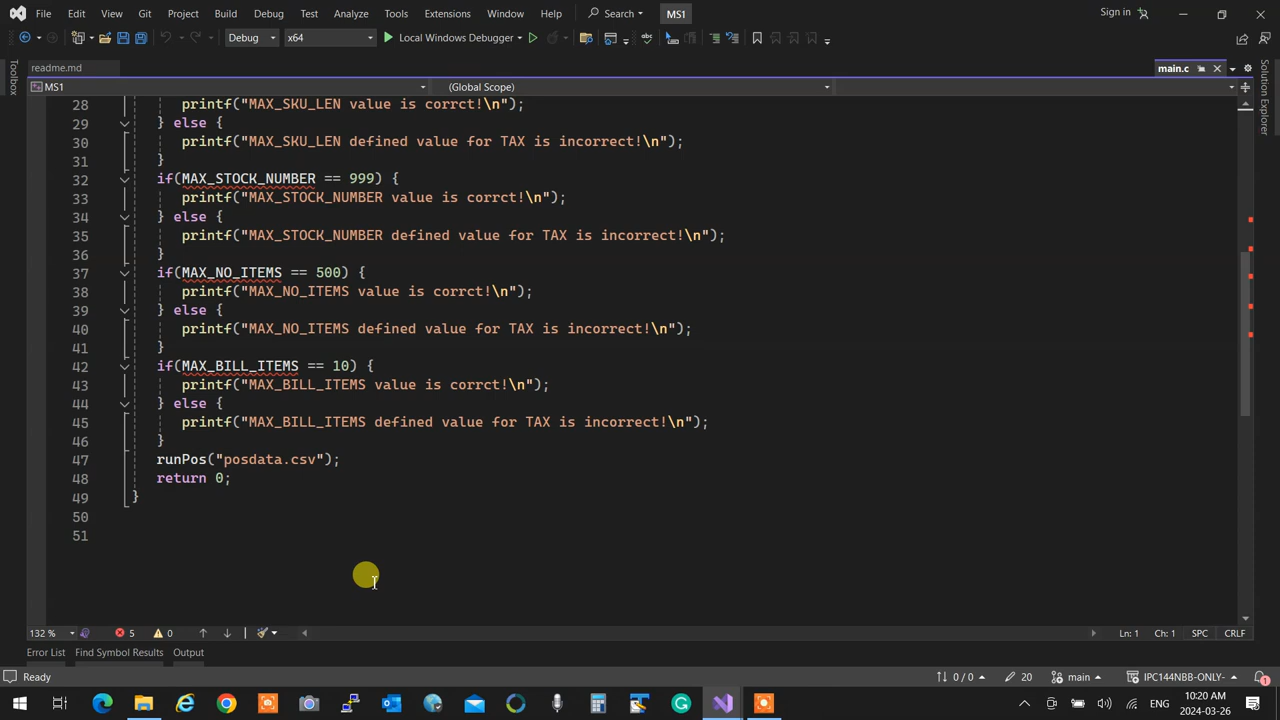 File Edit View Git Project Build Debug Test Analyze Tools Extensions Window Help Search MS1 Sign in
Debug x64 Local Windows Debugger
Toolbox
readme.md main.c
Solution Explorer
MS1 (Global Scope)
28 printf("MAX_SKU_LEN value is corrct!\n");
29 } else {
30 printf("MAX_SKU_LEN defined value for TAX is incorrect!\n");
31 }
32 if(MAX_STOCK_NUMBER == 999) {
33 printf("MAX_STOCK_NUMBER value is corrct!\n");
34 } else {
35 printf("MAX_STOCK_NUMBER defined value for TAX is incorrect!\n");
36 }
37 if(MAX_NO_ITEMS == 500) {
38 printf("MAX_NO_ITEMS value is corrct!\n");
39 } else {
40 printf("MAX_NO_ITEMS defined value for TAX is incorrect!\n");
41 }
42 if(MAX_BILL_ITEMS == 10) {
43 printf("MAX_BILL_ITEMS value is corrct!\n");
44 } else {
45 printf("MAX_BILL_ITEMS defined value for TAX is incorrect!\n");
46 }
47 runPos("posdata.csv");
48 return 0;
49 }
50
51
132 % 5 0 Ln: 1 Ch: 1 SPC CRLF
Error List Find Symbol Results Output
Ready 0 / 0 20 main IPC144NBB-ONLY- 1
ENG 10:20 AM
2024-03-26